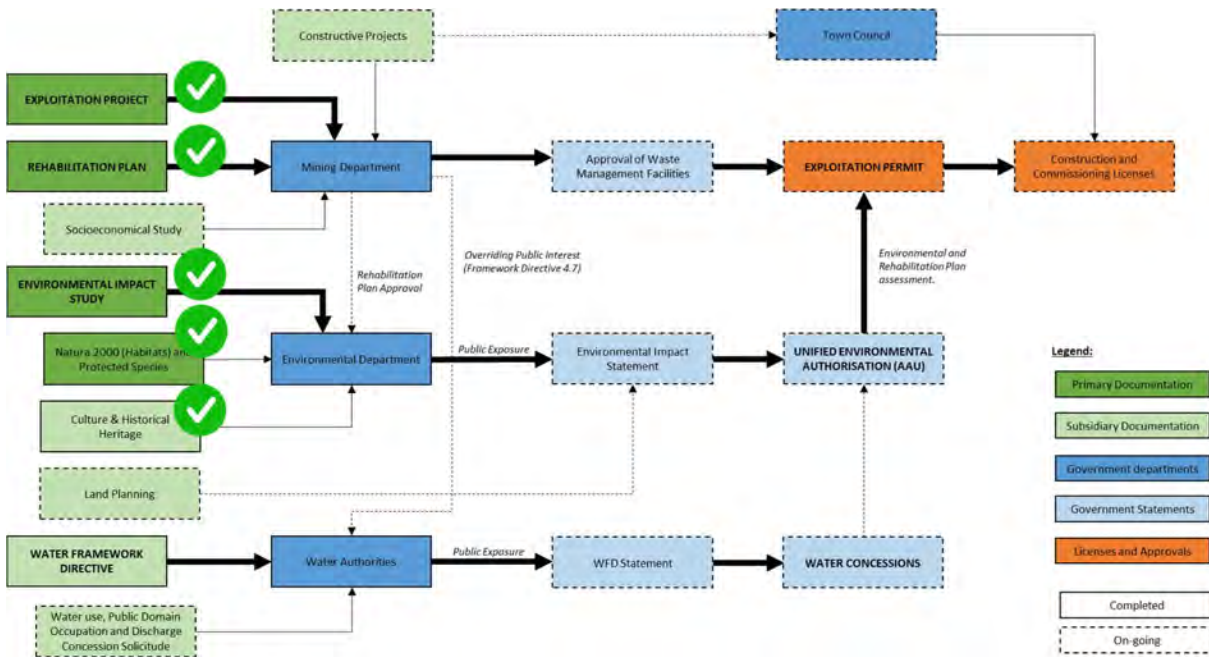 Constructive Projects
Town Council
EXPLOITATION PROJECT
REHABILITATION PLAN
Mining Department
Approval of Waste
Management Facilities
EXPLOITATION PERMIT
Construction and
Commissioning Licenses
Socioeconomical Study
Rehabilitation
Plan Approval
Overriding Public Interest
(Framework Directive 4.7)
Environmental and
Rehabilitation Plan
assessment.
ENVIRONMENTAL IMPACT
STUDY
Natura 2000 (Habitats) and
Protected Species
Environmental Department
Public Exposure
Environmental Impact
Statement
UNIFIED ENVIRONMENTAL
AUTHORISATION (AAU)
Culture & Historical
Heritage
Land Planning
WATER FRAMEWORK
DIRECTIVE
Water Authorities
Public Exposure
WFD Statement
WATER CONCESSIONS
Water use, Public Domain
Occupation and Discharge
Concession Solicitude
Legend:
Primary Documentation
Subsidiary Documentation
Government departments
Government Statements
Licenses and Approvals
Completed
On-going